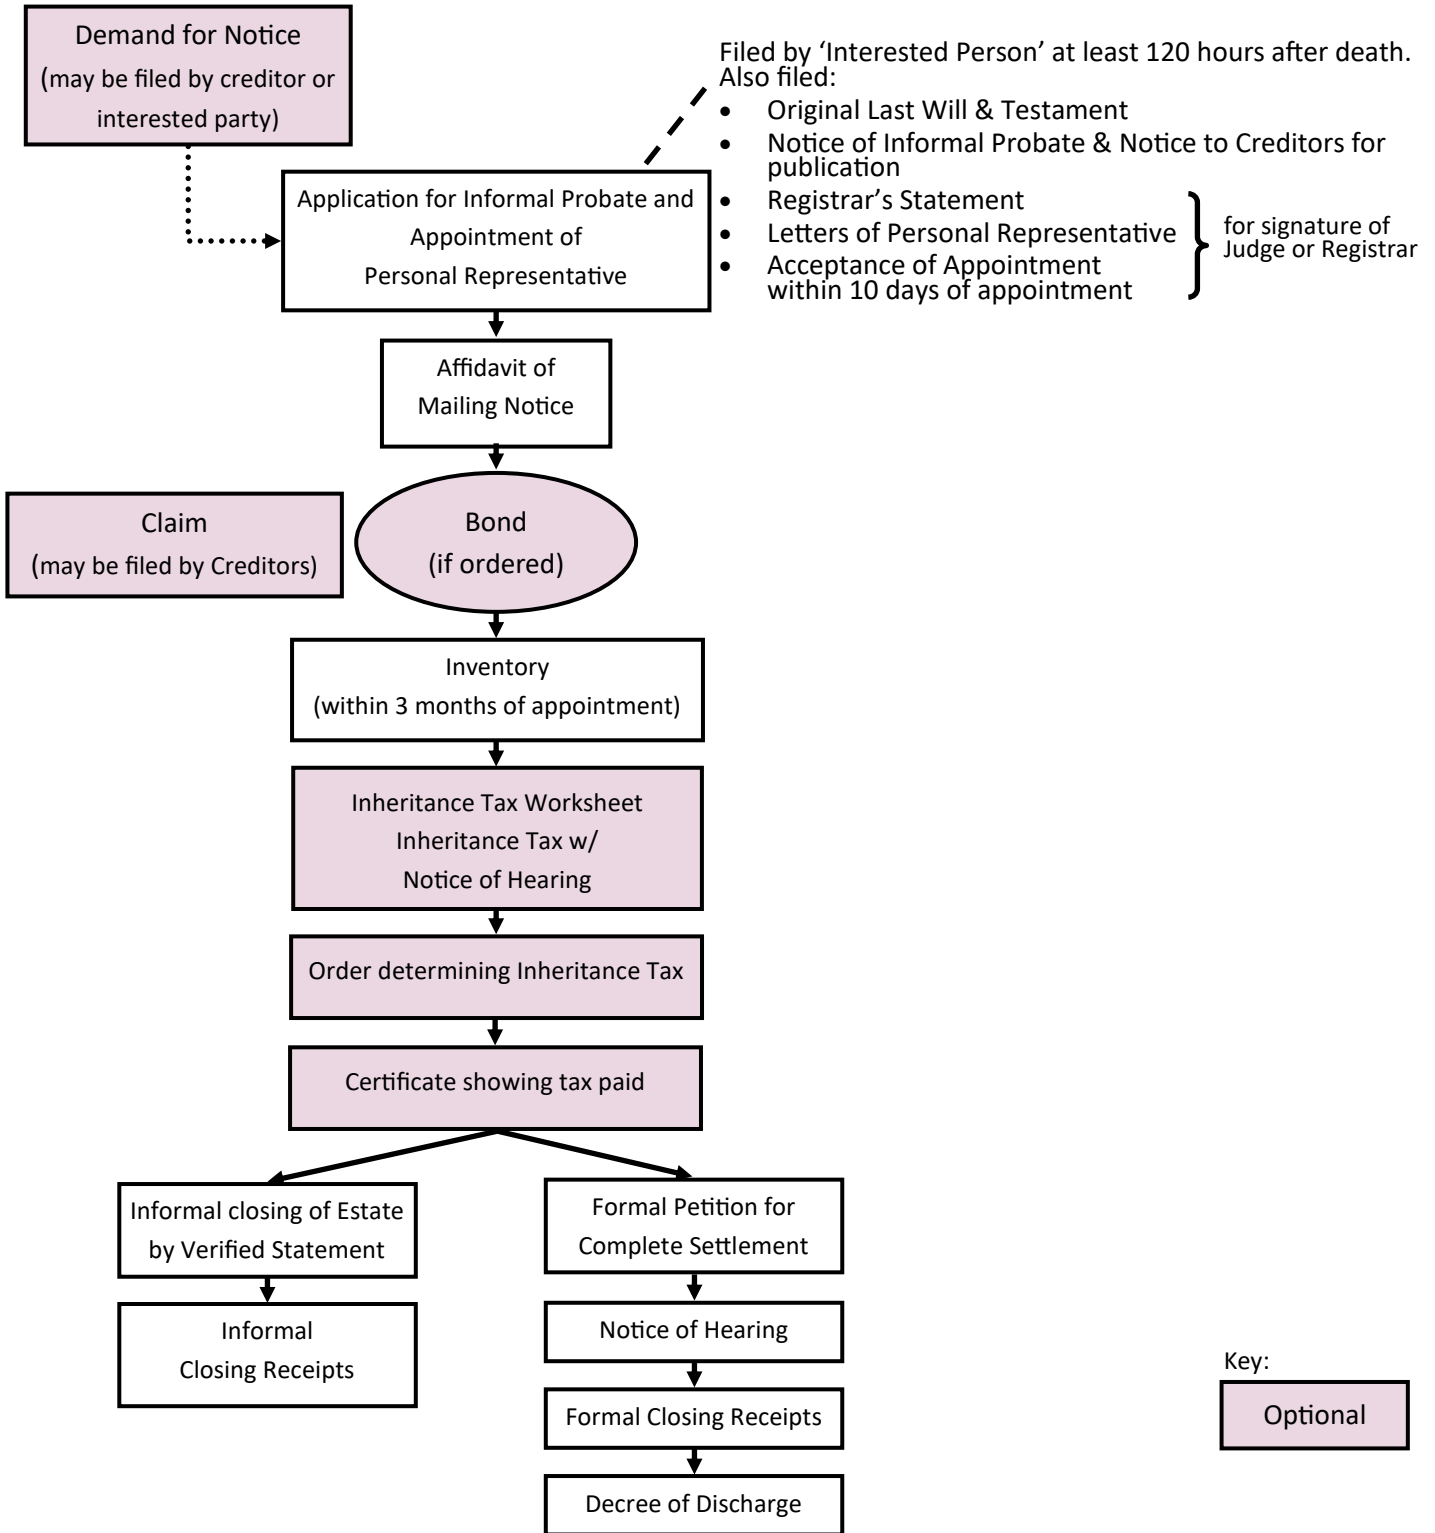 Demand for Notice
(may be filed by creditor or
interested party)
Filed by ‘Interested Person’ at least 120 hours after death.
Also filed:
• Original Last Will & Testament
• Notice of Informal Probate & Notice to Creditors for
publication
• Registrar’s Statement
• Letters of Personal Representative
• Acceptance of Appointment
within 10 days of appointment
for signature of
Judge or Registrar
Application for Informal Probate and
Appointment of
Personal Representative
Affidavit of
Mailing Notice
Claim
(may be filed by Creditors)
Bond
(if ordered)
Inventory
(within 3 months of appointment)
Inheritance Tax Worksheet
Inheritance Tax w/
Notice of Hearing
Order determining Inheritance Tax
Certificate showing tax paid
Informal closing of Estate
by Verified Statement
Informal
Closing Receipts
Formal Petition for
Complete Settlement
Notice of Hearing
Formal Closing Receipts
Decree of Discharge
Key:
Optional